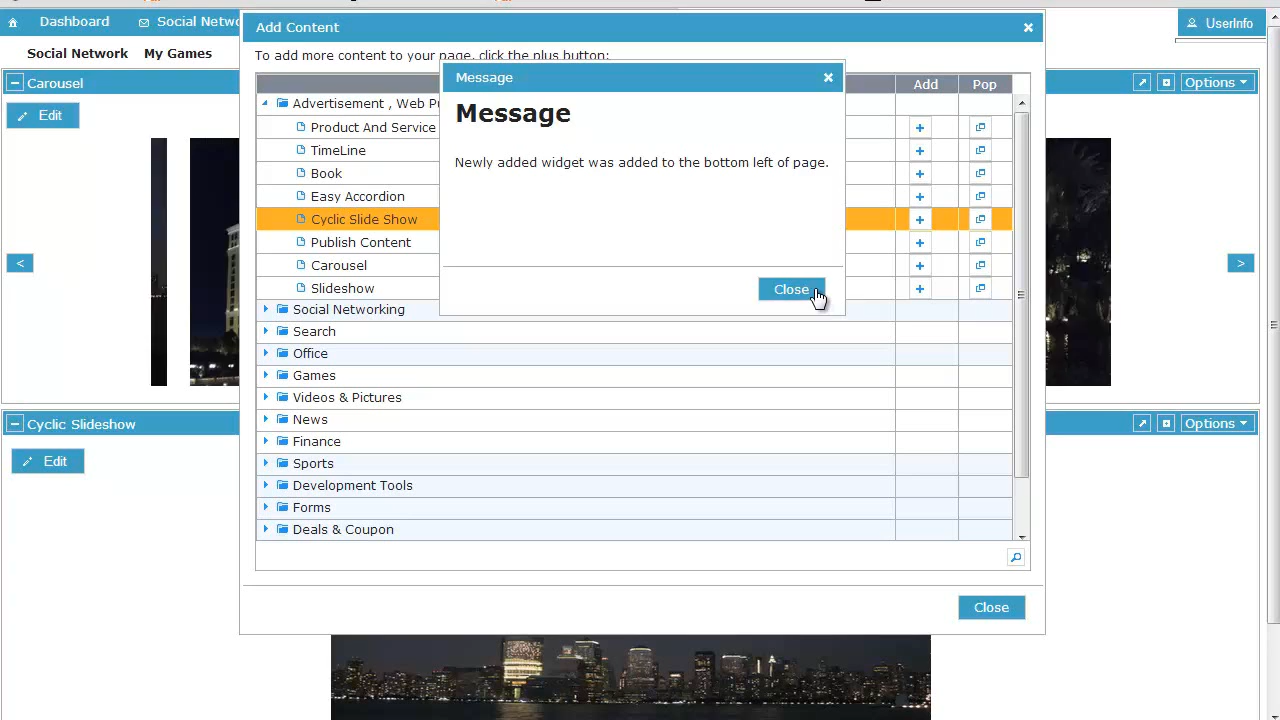 Dashboard
Social Netwo
Add Content
UserInfo
Social Network My Games
To add more content to your page, click the plus button:
Carousel
Options
Edit
Message
Add
Pop
Message
Newly added widget was added to the bottom left of page.
Close
Advertisement , Web Pu
Product And Service
TimeLine
Book
Easy Accordion
Cyclic Slide Show
Publish Content
Carousel
Slideshow
<
>
Social Networking
Search
Office
Games
Videos & Pictures
News
Finance
Sports
Development Tools
Forms
Deals & Coupon
Cyclic Slideshow
Options
Edit
Close